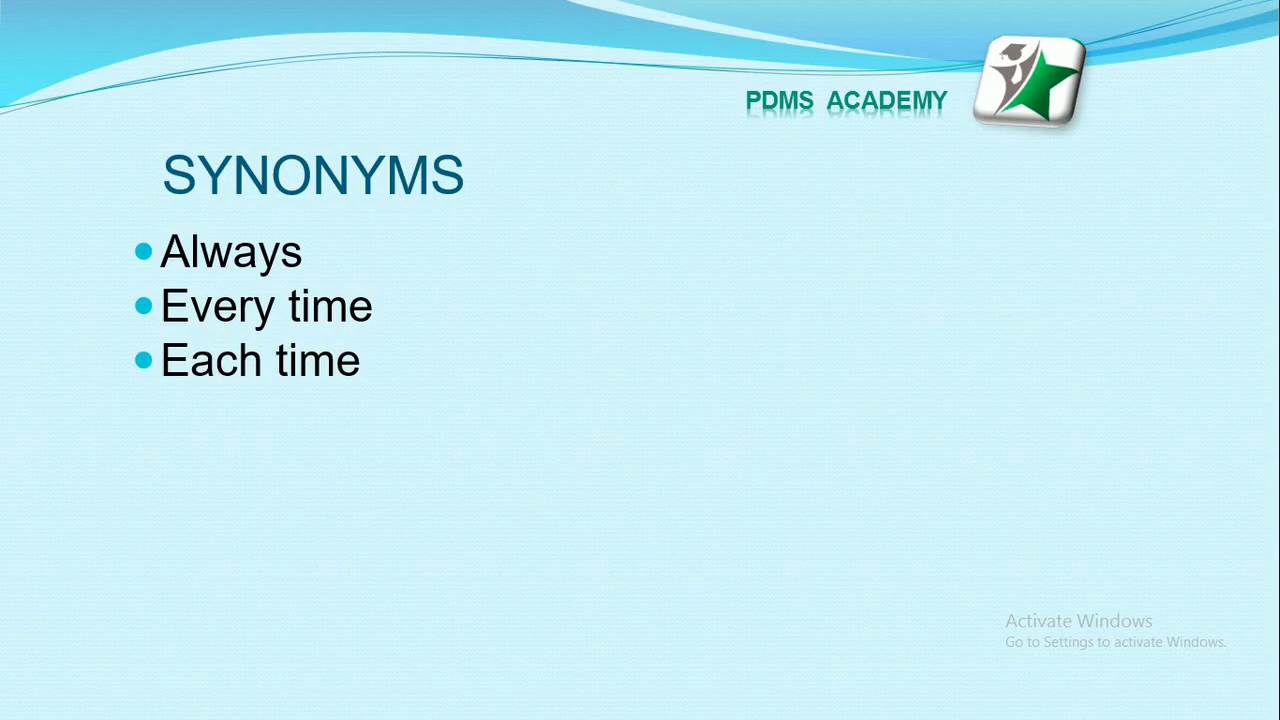 PDMS ACADEMY
SYNONYMS
Always
Every time
Each time
Activate Windows
Go to Settings to activate Windows.